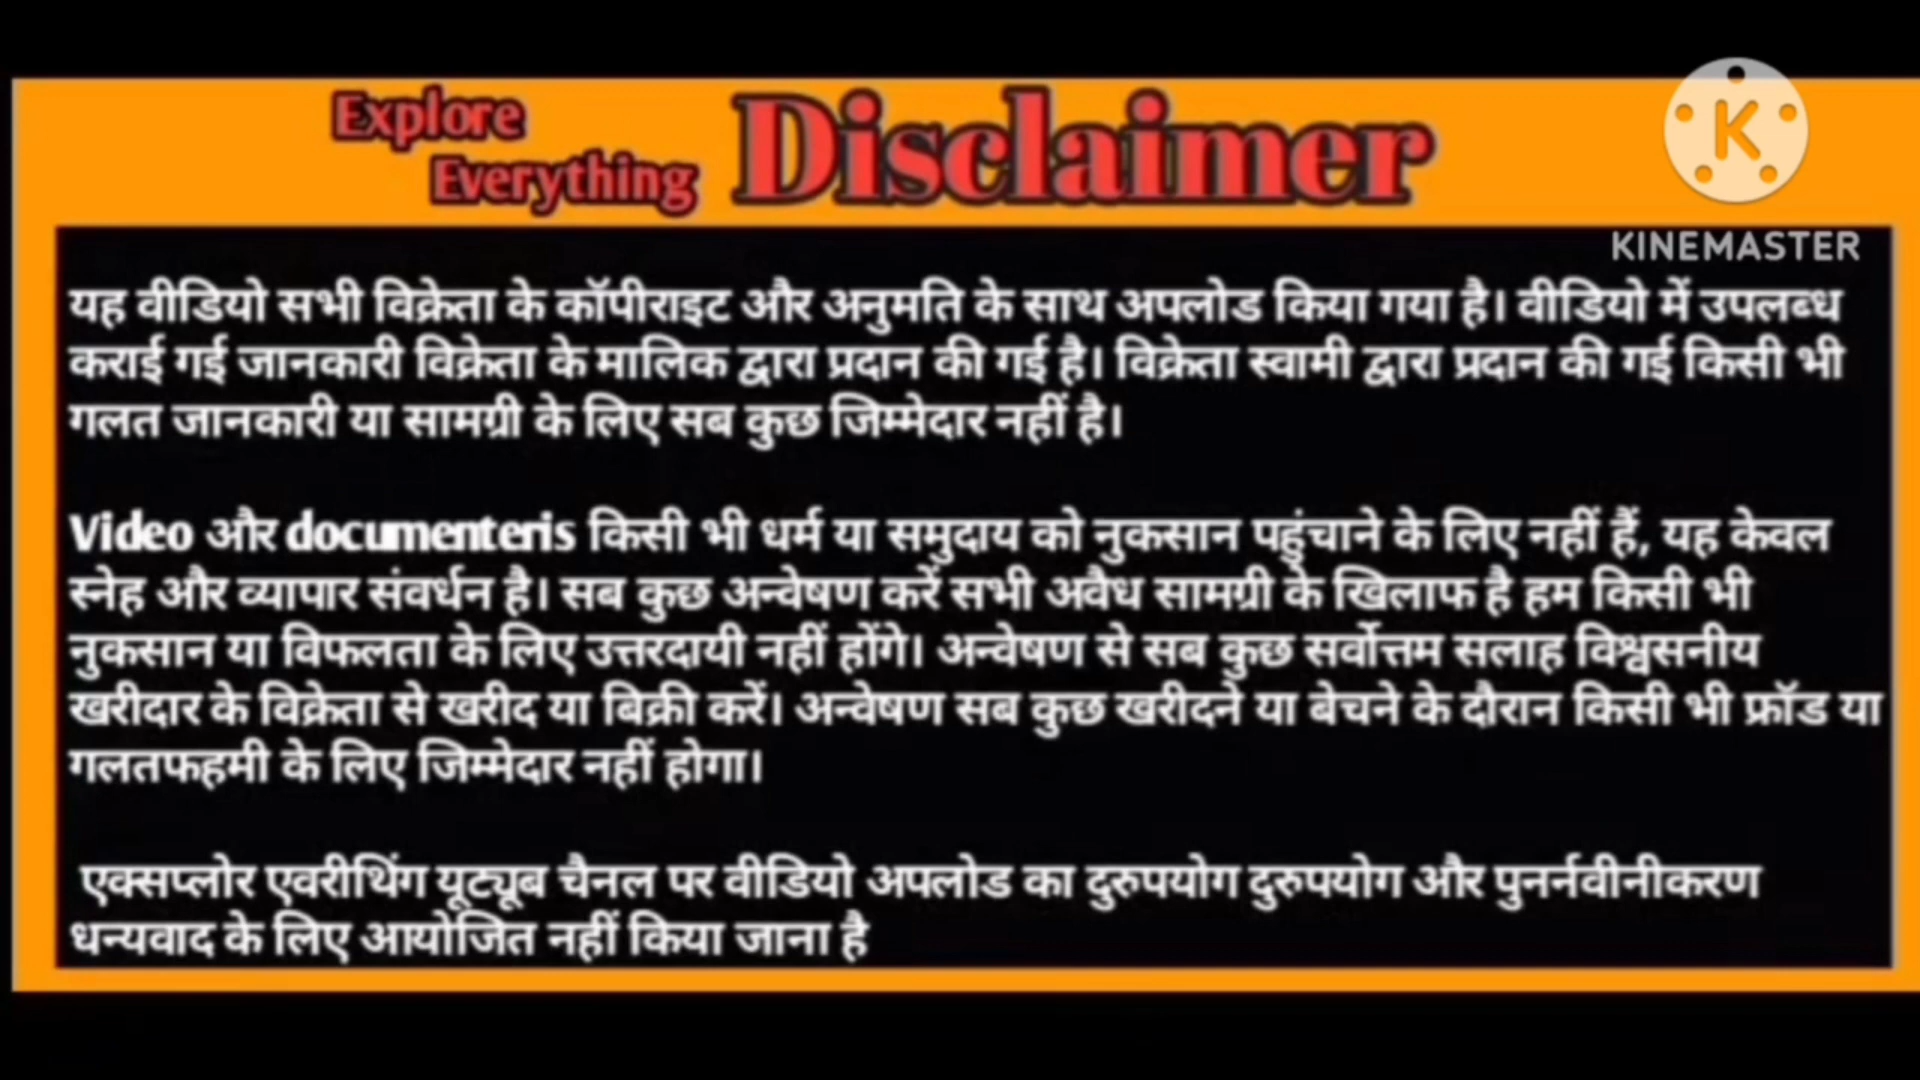 Explore
Everything
Disclaimer
KINEMASTER
यह वीडियो सभी विक्रेता के कॉपीराइट और अनुमति के साथ अपलोड किया गया है। वीडियो में उपलब्ध
कराई गई जानकारी विक्रेता के मालिक द्वारा प्रदान की गई है। विक्रेता स्वामी द्वारा प्रदान की गई किसी भी
गलत जानकारी या सामग्री के लिए सब कुछ जिम्मेदार नहीं है।
Video और documenteris किसी भी धर्म या समुदाय को नुकसान पहुंचाने के लिए नहीं हैं, यह केवल
स्नेह और व्यापार संवर्धन है। सब कुछ अन्वेषण करें सभी अवैध सामग्री के खिलाफ है हम किसी भी
नुकसान या विफलता के लिए उत्तरदायी नहीं होंगे। अन्वेषण से सब कुछ सर्वोत्तम सलाह विश्वसनीय
खरीदार के विक्रेता से खरीद या बिक्री करें। अन्वेषण सब कुछ खरीदने या बेचने के दौरान किसी भी फ्रॉड या
गलतफहमी के लिए जिम्मेदार नहीं होगा।
एक्सप्लोर एवरीथिंग यूट्यूब चैनल पर वीडियो अपलोड का दुरुपयोग दुरुपयोग और पुनर्नवीनीकरण
धन्यवाद के लिए आयोजित नहीं किया जाना है